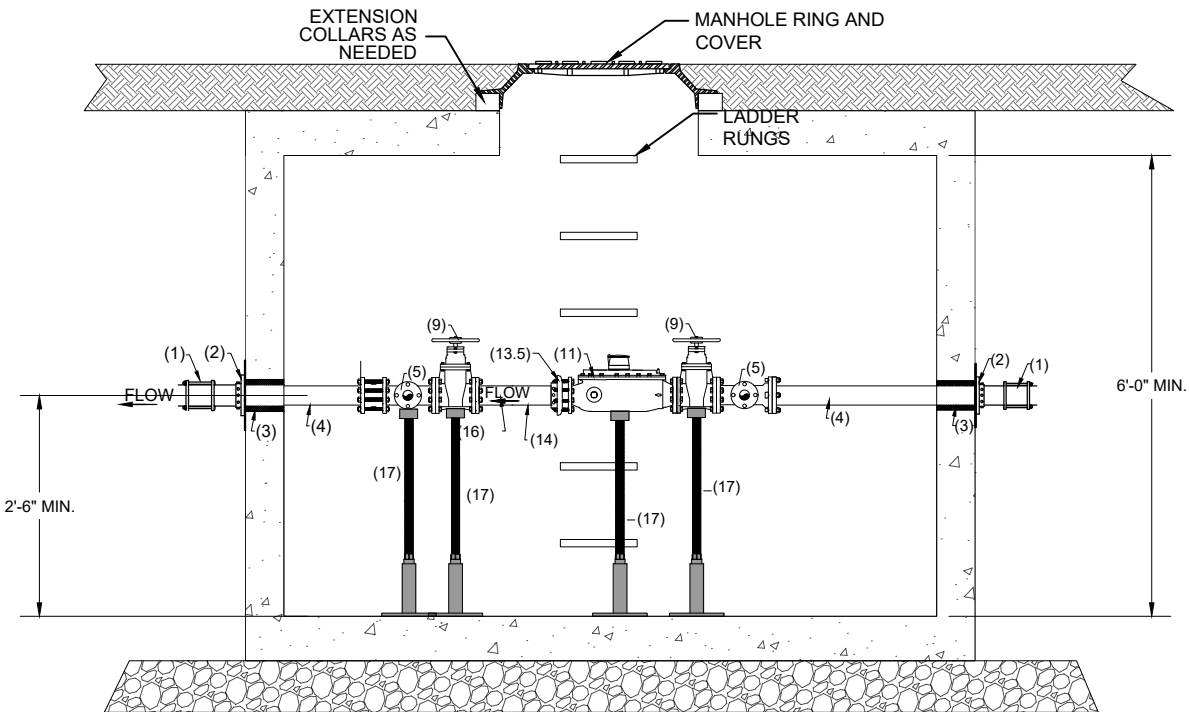 EXTENSION
COLLARS AS
NEEDED
MANHOLE RING AND
COVER
LADDER
RUNGS
(9)
(9)
(1)
(2)
(5)
(13.5)
(11)
(5)
(2)
(1)
6'-0" MIN.
FLOW
FLOW
(3)
(4)
(16)
(14)
(4)
(3)
(17)
(17)
(17)
(17)
2'-6" MIN.